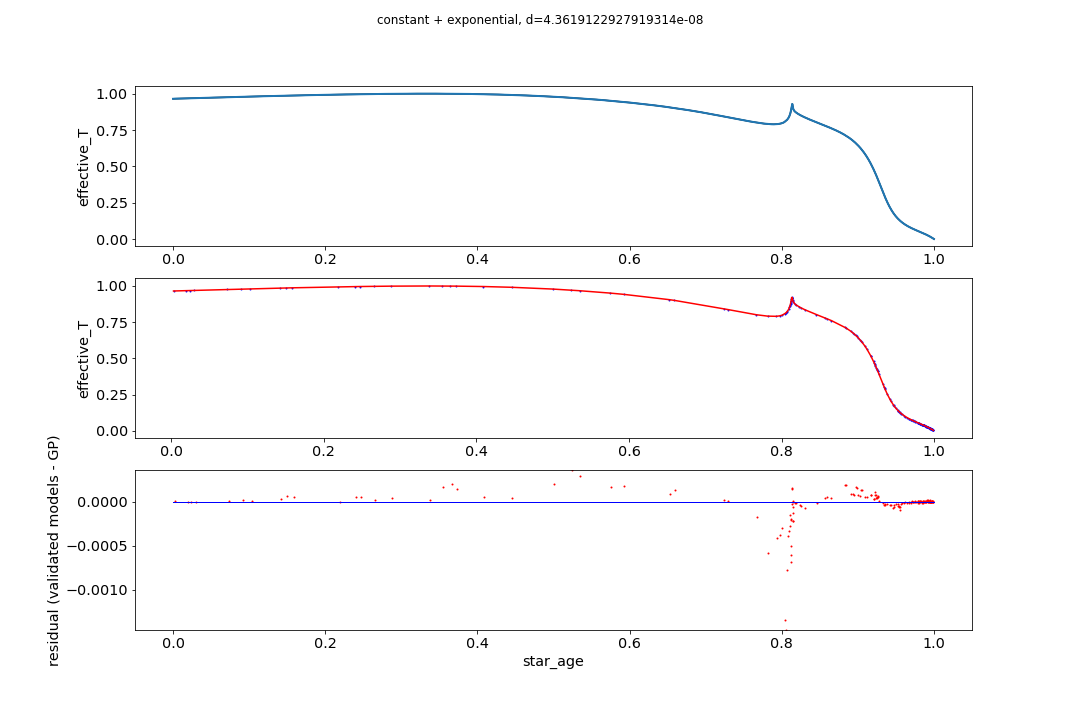 constant + exponential, d=4.3619122927919314e-08
1.00
0.75
0.50
0.25
0.00
effective_T
0.0 0.2 0.4 0.6 0.8 1.0
1.00
0.75
0.50
0.25
0.00
effective_T
0.0 0.2 0.4 0.6 0.8 1.0
0.0000
−0.0005
−0.0010
residual (validated models - GP)
0.0 0.2 0.4 0.6 0.8 1.0
star_age